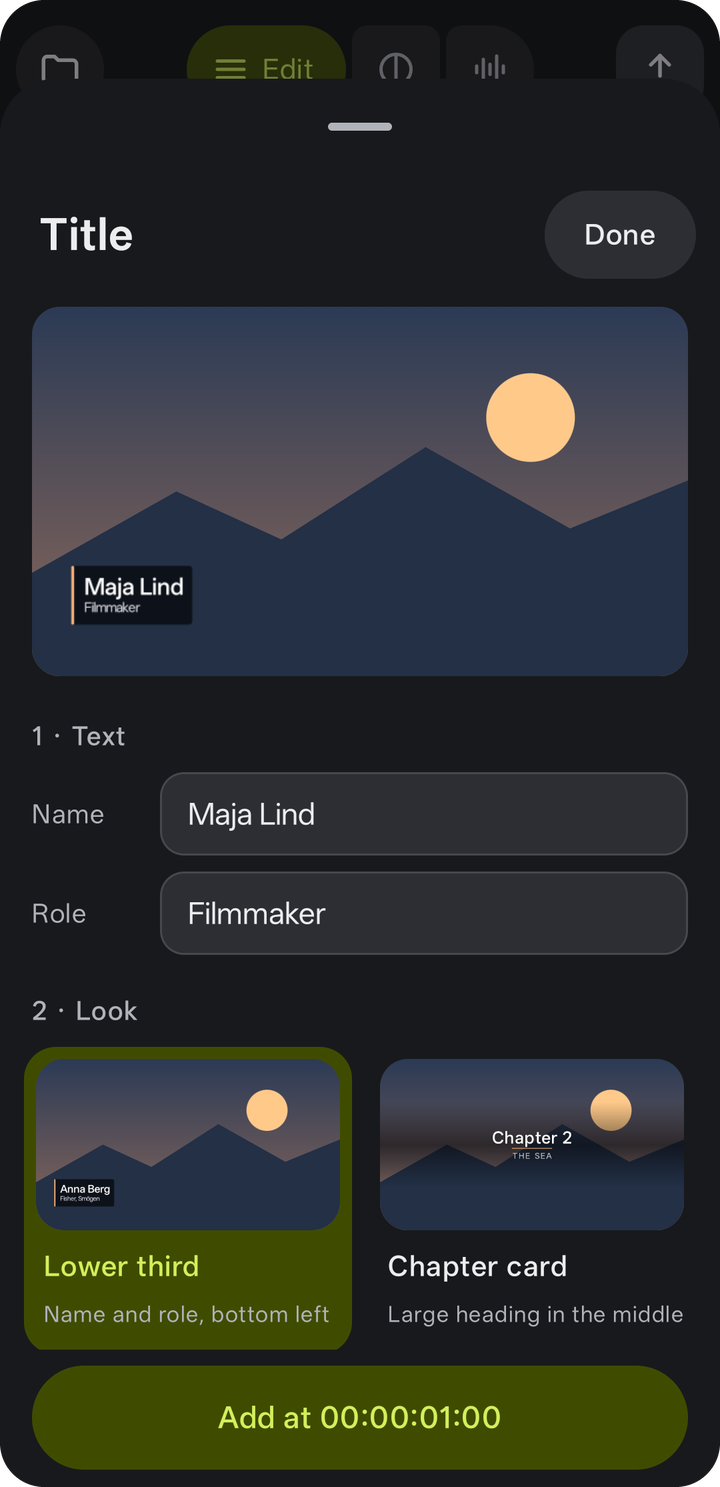 Edit
Title
Done
Maja Lind
Filmmaker
1 · Text
Name
Maja Lind
Role
Filmmaker
2 · Look
Anna Berg
Fisher, Smögen
Chapter 2
THE SEA
Lower third
Chapter card
Name and role, bottom left
Large heading in the middle
Add at 00:00:01:00